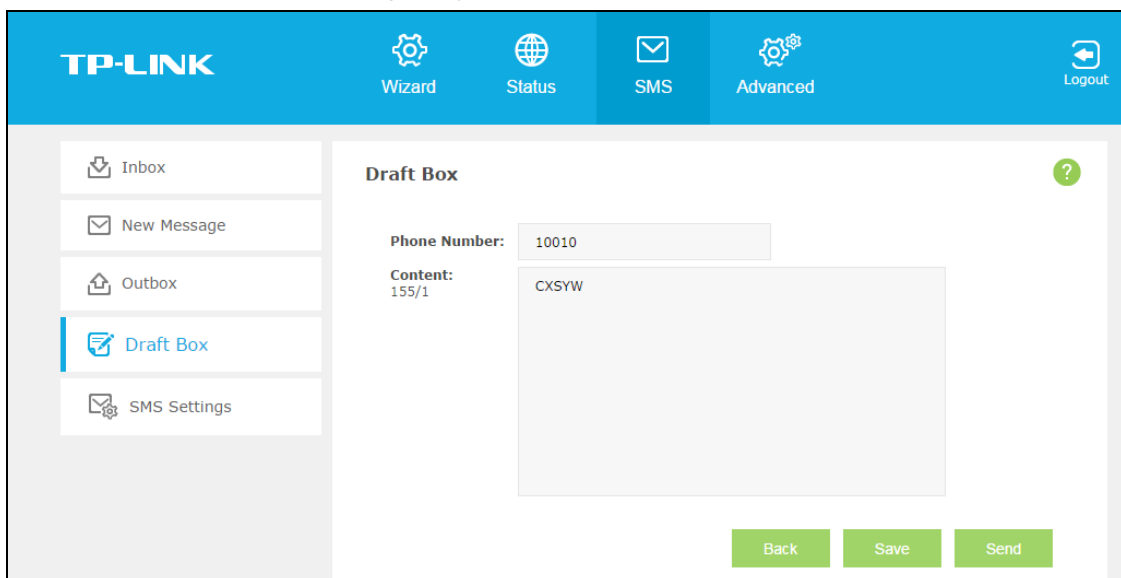 TP-LINK
Wizard Status SMS Advanced Logout
Inbox
New Message
Outbox
Draft Box
SMS Settings
Draft Box
?
Phone Number: 10010
Content: CXSYW
155/1
Back Save Send